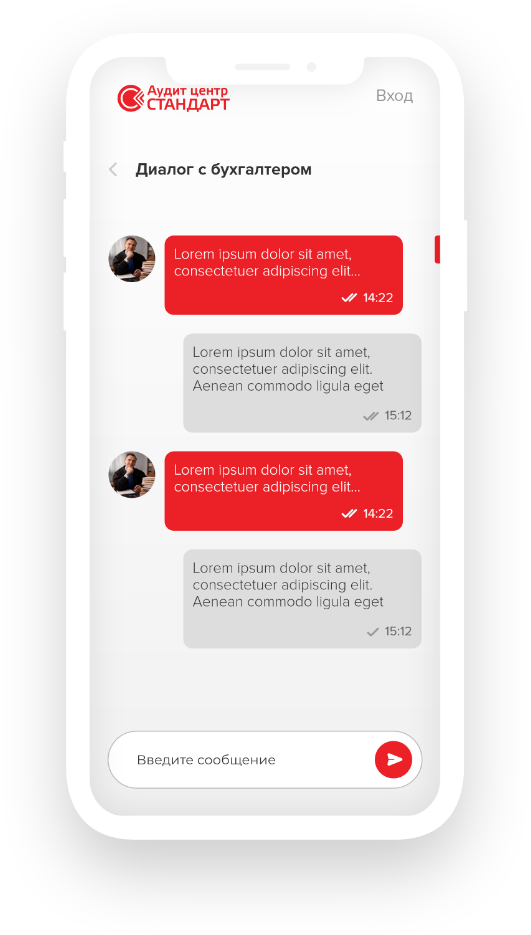 Аудит центр
СТАНДАРТ
Вход
Диалог с бухгалтером
Lorem ipsum dolor sit amet,
consectetuer adipiscing elit...
14:22
Lorem ipsum dolor sit amet,
consectetuer adipiscing elit.
Aenean commodo ligula eget
15:12
Lorem ipsum dolor sit amet,
consectetuer adipiscing elit...
14:22
Lorem ipsum dolor sit amet,
consectetuer adipiscing elit.
Aenean commodo ligula eget
15:12
Введите сообщение